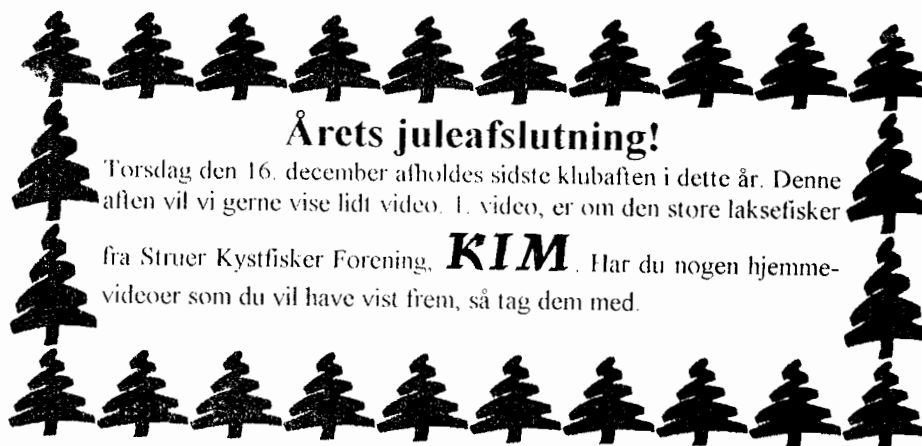 Årets juleafslutning!
Torsdag den 16. december afholdes sidste klubaften i dette år. Denne
aften vil vi gerne vise lidt video. 1. video, er om den store laksefisker
fra Struer Kystfisker Forening, KIM. Har du nogen hjemme-
videoer som du vil have vist frem, så tag dem med.